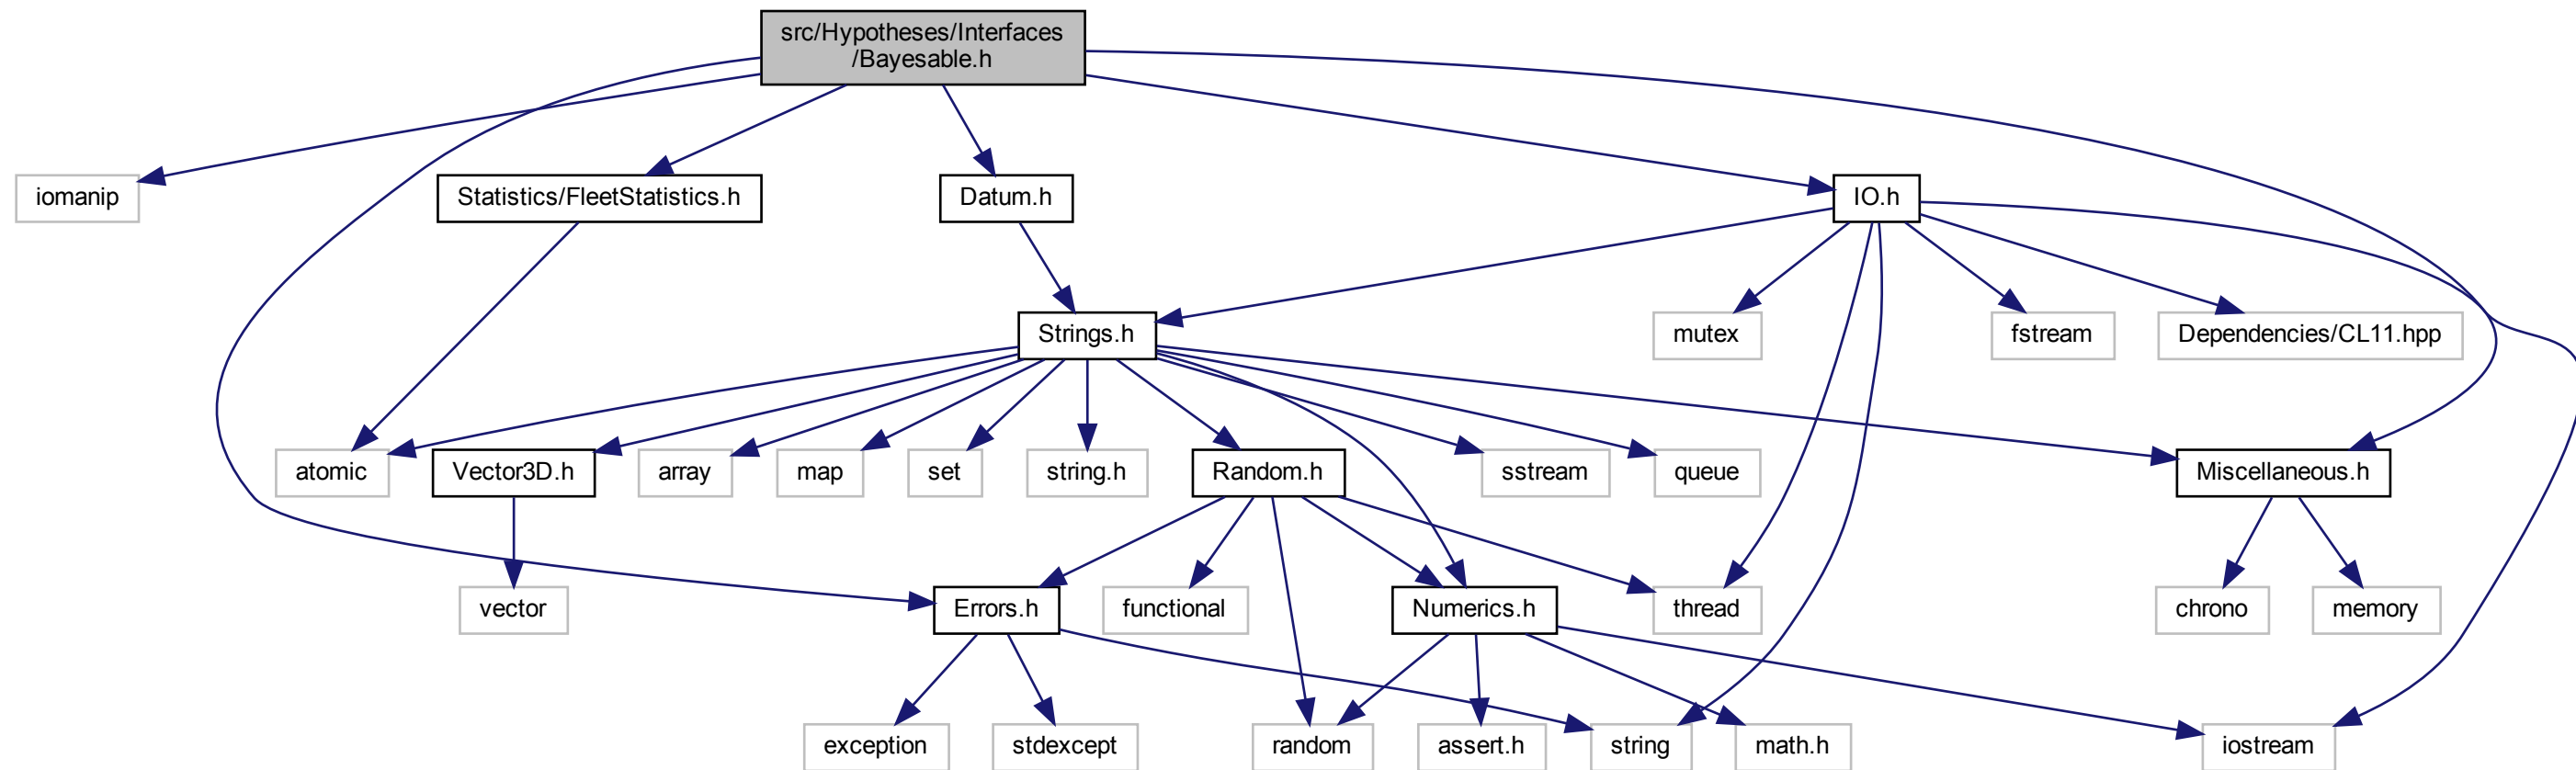 src/Hypotheses/Interfaces
/Bayesable.h
iomanip
Statistics/FleetStatistics.h
Datum.h
IO.h
Strings.h
mutex
fstream
Dependencies/CL11.hpp
atomic
Vector3D.h
array
map
set
string.h
Random.h
sstream
queue
Miscellaneous.h
vector
Errors.h
functional
Numerics.h
thread
chrono
memory
exception
stdexcept
random
assert.h
string
math.h
iostream